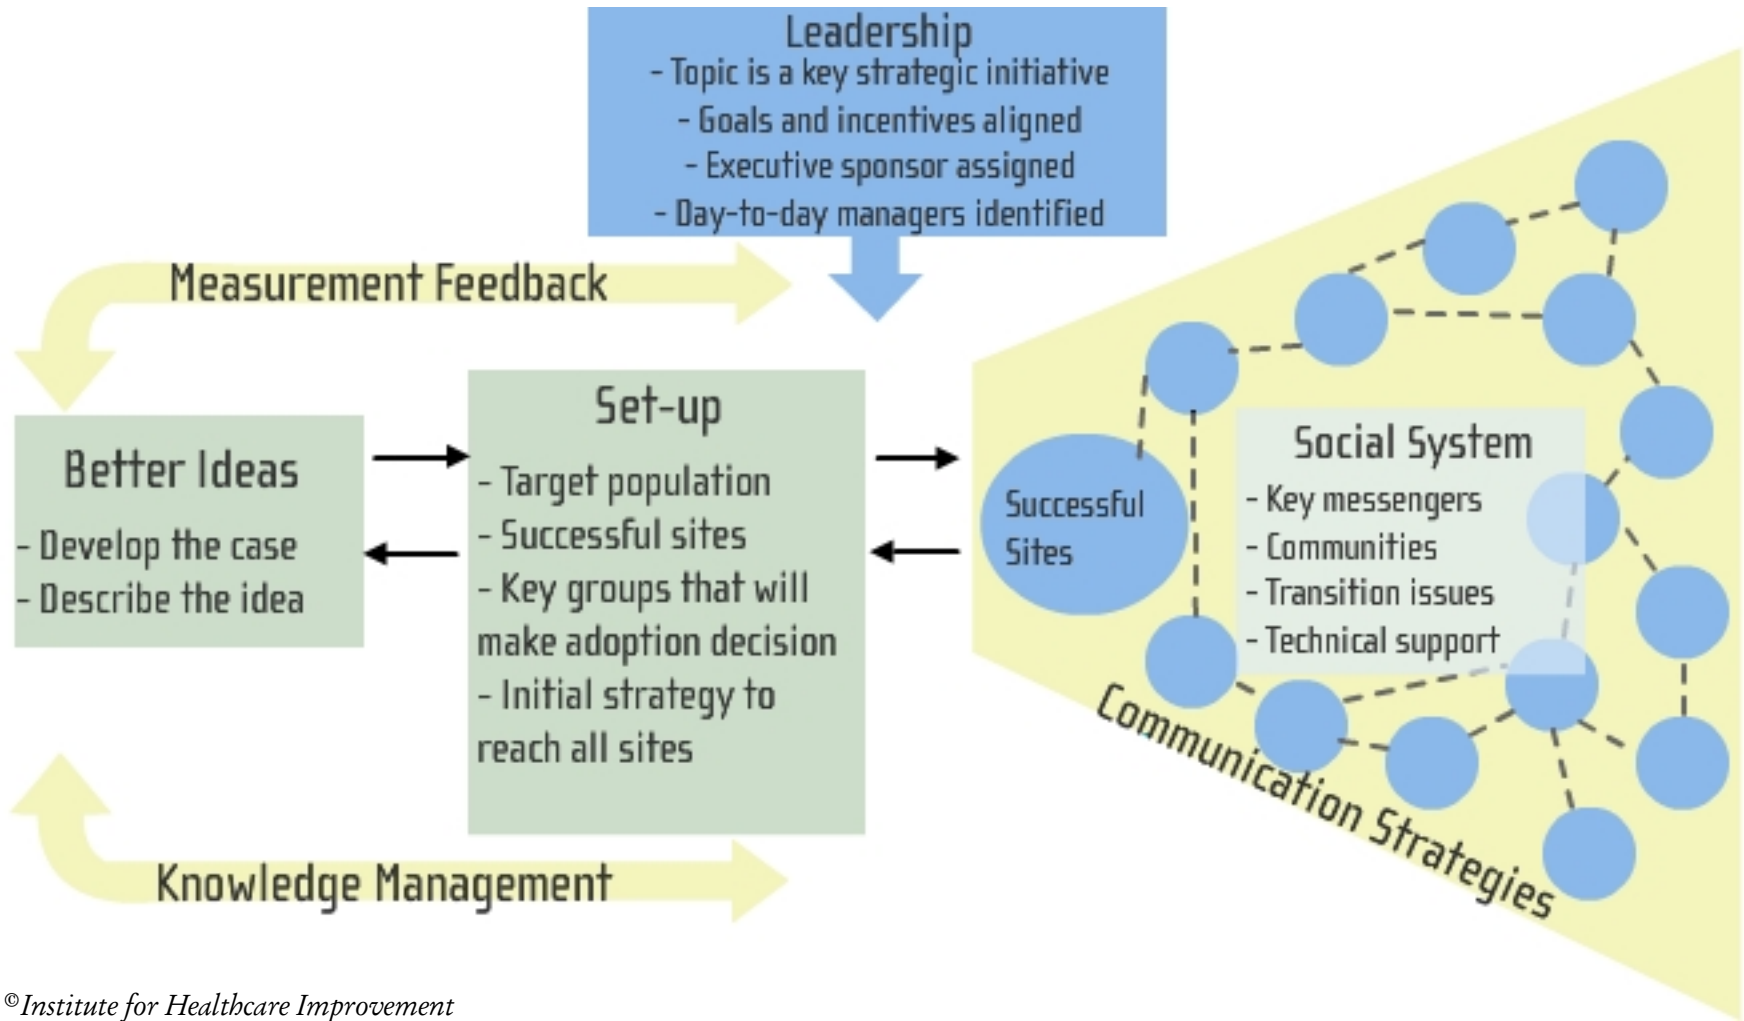 Leadership
- Topic is a key strategic initiative
- Goals and incentives aligned
- Executive sponsor assigned
- Day-to-day managers identified
Measurement Feedback
Better Ideas
- Develop the case
- Describe the idea
Set-up
- Target population
- Successful sites
- Key groups that will
make adoption decision
- Initial strategy to
reach all sites
Successful
Sites
Social System
- Key messengers
- Communities
- Transition issues
- Technical support
Communication Strategies
Knowledge Management
©Institute for Healthcare Improvement